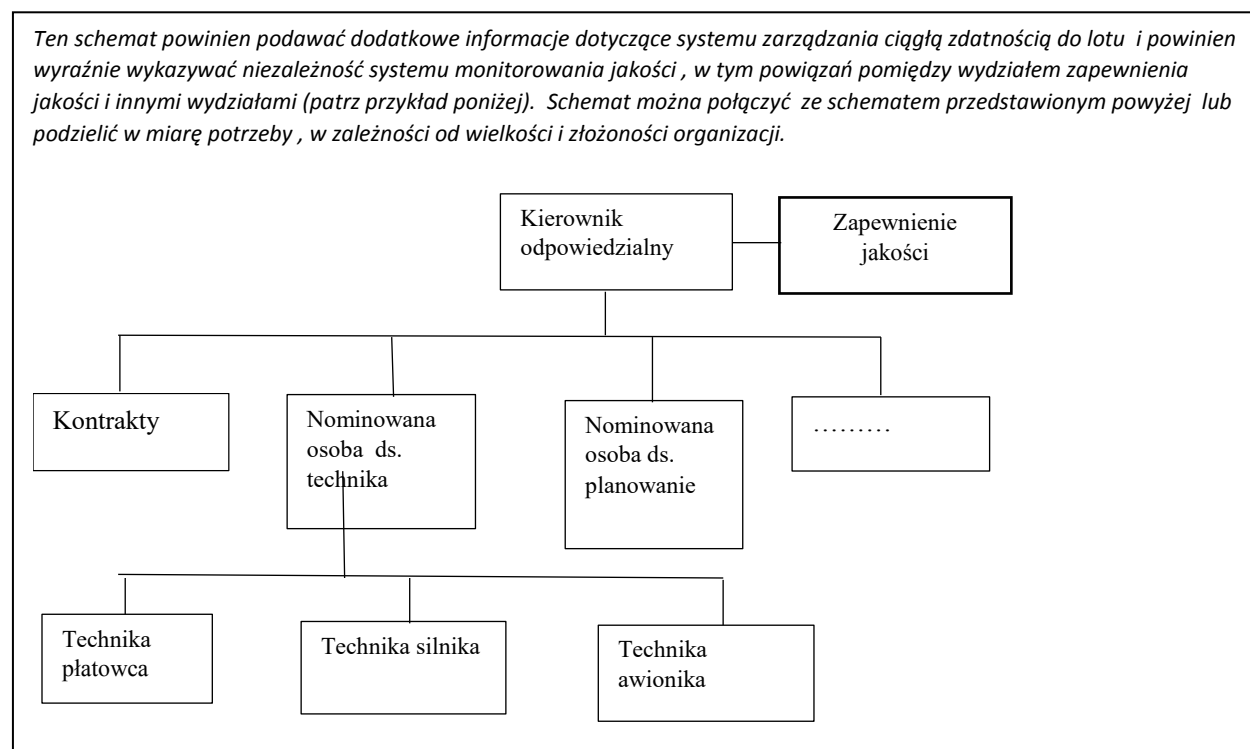 Ten schemat powinien podawać dodatkowe informacje dotyczące systemu zarządzania ciągłą zdatnością do lotu i powinien
wyraźnie wykazywać niezależność systemu monitorowania jakości , w tym powiązań pomiędzy wydziałem zapewnienia
jakości i innymi wydziałami (patrz przykład poniżej). Schemat można połączyć ze schematem przedstawionym powyżej lub
podzielić w miarę potrzeby , w zależności od wielkości i złożoności organizacji.
Kierownik
odpowiedzialny
Zapewnienie
jakości
Kontrakty
Nominowana
osoba ds.
technika
Nominowana
osoba ds.
planowanie
………
Technika
płatowca
Technika silnika
Technika
awionika